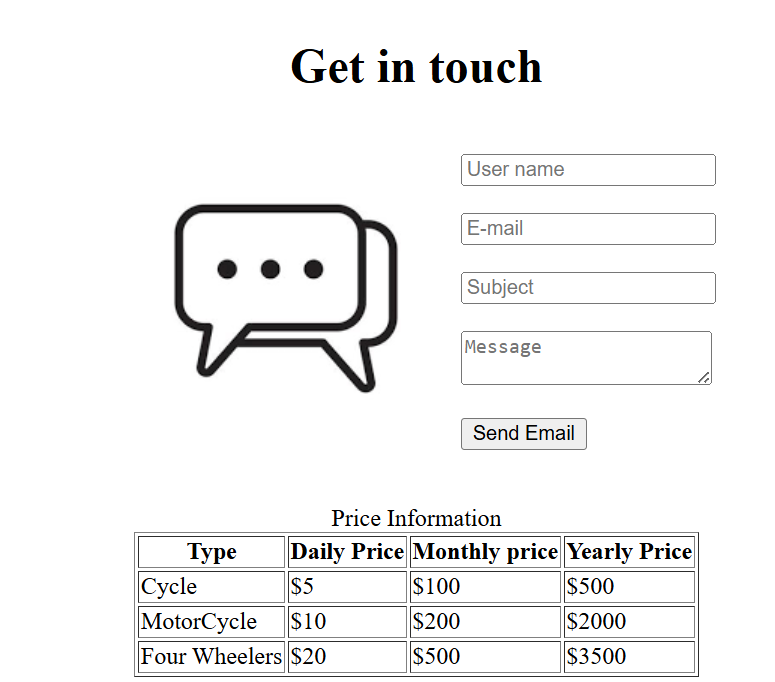 Get in touch
User name
E-mail
Subject
Message
Send Email
Price Information
Type Daily Price Monthly price Yearly Price
Cycle $5 $100 $500
MotorCycle $10 $200 $2000
Four Wheelers $20 $500 $3500